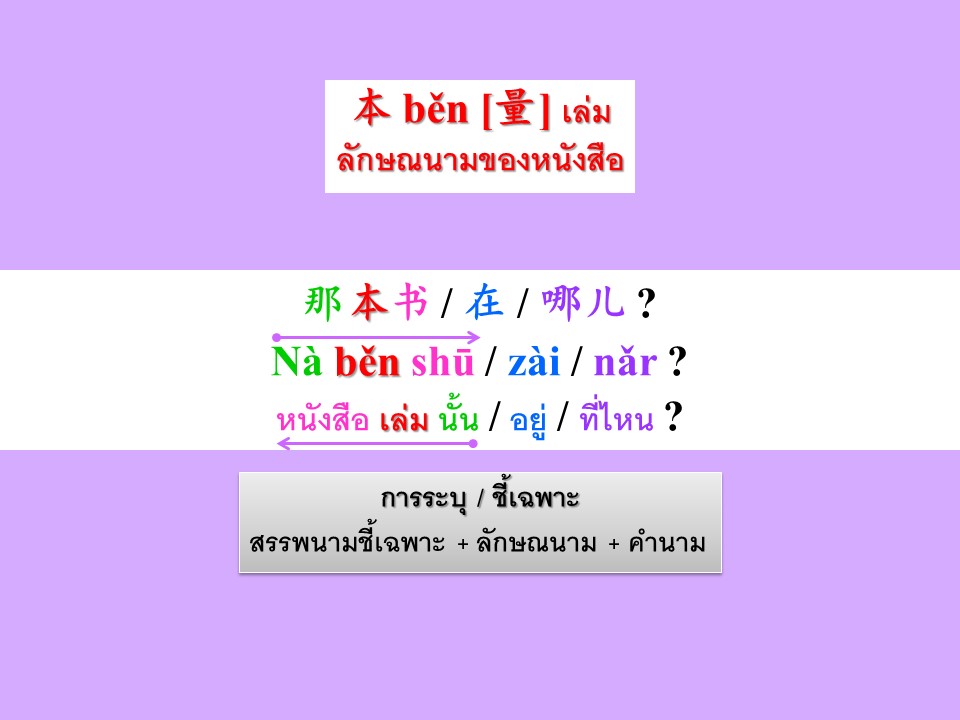 本 běn [量] เล่ม
ลักษณนามของหนังสือ
那本书 / 在 / 哪儿 ?
Nà běn shū / zài / nǎr ?
หนังสือ เล่ม นั้น / อยู่ / ที่ไหน ?
การระบุ / ชี้เฉพาะ
สรรพนามชี้เฉพาะ + ลักษณนาม + คำนาม